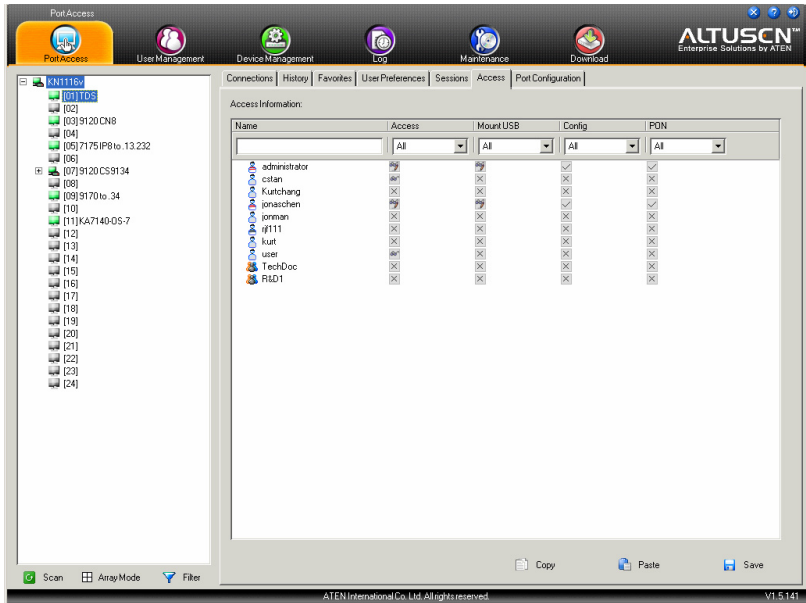 Port Access
Port Access User Management Device Management Log Maintenance Download
ALTUSCN™
Enterprise Solutions by ATEN
KN1116v
[01]TDS
[02]
[03]9120 CN8
[04]
[05]7175 IP8 to .13.232
[06]
[07]9120 CS9134
[08]
[09]9170 to .34
[10]
[11]KA7140-OS-7
[12]
[13]
[14]
[15]
[16]
[17]
[18]
[19]
[20]
[21]
[22]
[23]
[24]
Scan Array Mode Filter
Connections History Favorites User Preferences Sessions Access Port Configuration
Access Information:
Name Access Mount USB Config PON
All All All All
administrator
cstan
Kurtchang
jonaschen
jonman
rjf111
kurt
user
TechDoc
R&D1
Copy Paste Save
ATEN International Co. Ltd. All rights reserved.
V1.5.141